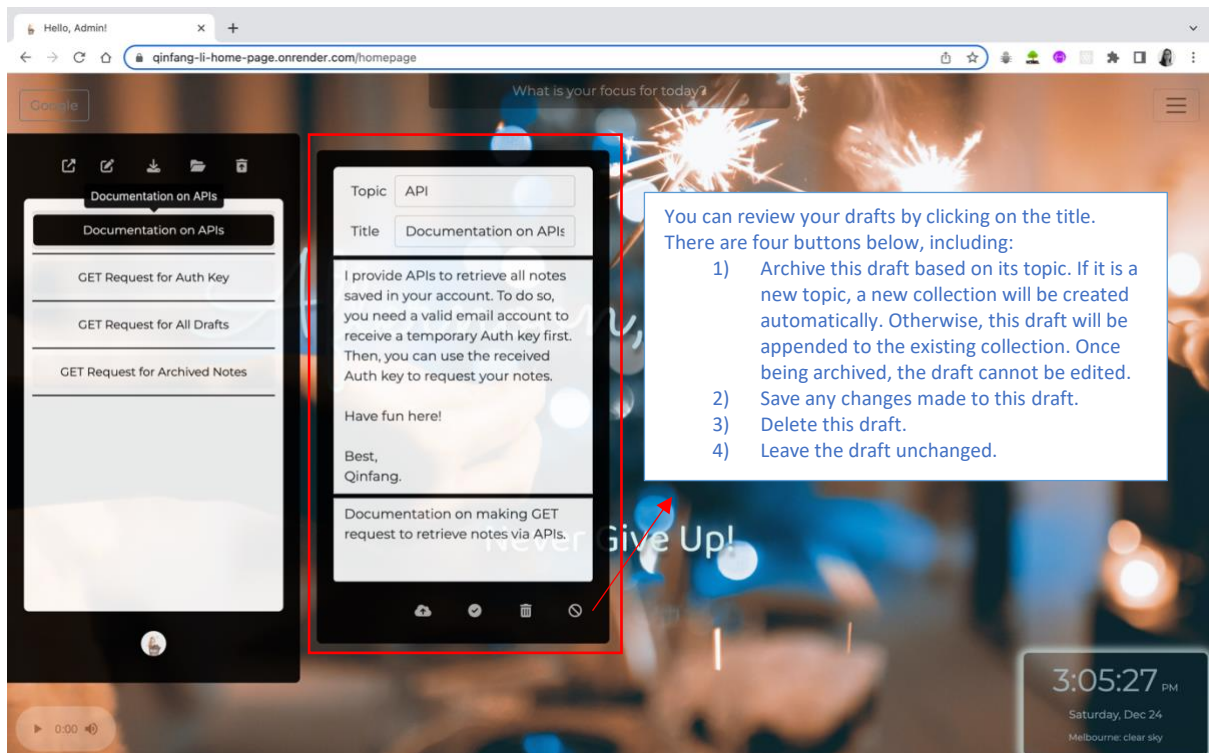 Hello, Admin!
qinfang-li-home-page.onrender.com/homepage
Google
What is your focus for today?
Documentation on APIs
Documentation on APIs
GET Request for Auth Key
GET Request for All Drafts
GET Request for Archived Notes
Topic API
Title Documentation on APIs
I provide APIs to retrieve all notes
saved in your account. To do so,
you need a valid email account to
receive a temporary Auth key first.
Then, you can use the received
Auth key to request your notes.
Have fun here!
Best,
Qinfang.
Documentation on making GET
request to retrieve notes via APIs.
You can review your drafts by clicking on the title.
There are four buttons below, including:
1) Archive this draft based on its topic. If it is a
new topic, a new collection will be created
automatically. Otherwise, this draft will be
appended to the existing collection. Once
being archived, the draft cannot be edited.
2) Save any changes made to this draft.
3) Delete this draft.
4) Leave the draft unchanged.
Never Give Up!
3:05:27 PM
Saturday, Dec 24
Melbourne: clear sky
0:00